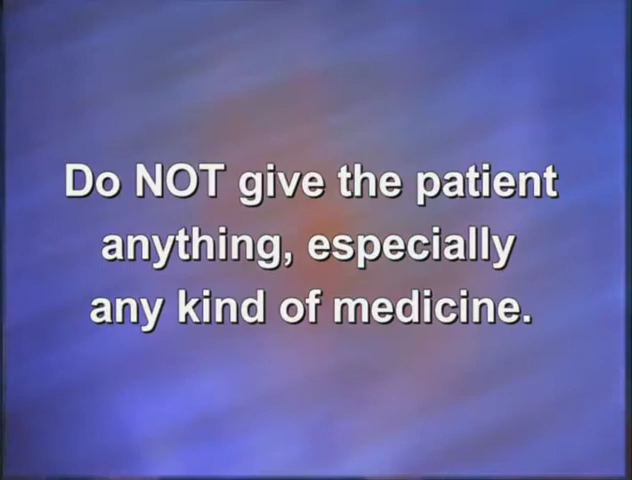 Do NOT give the patient
anything, especially
any kind of medicine.